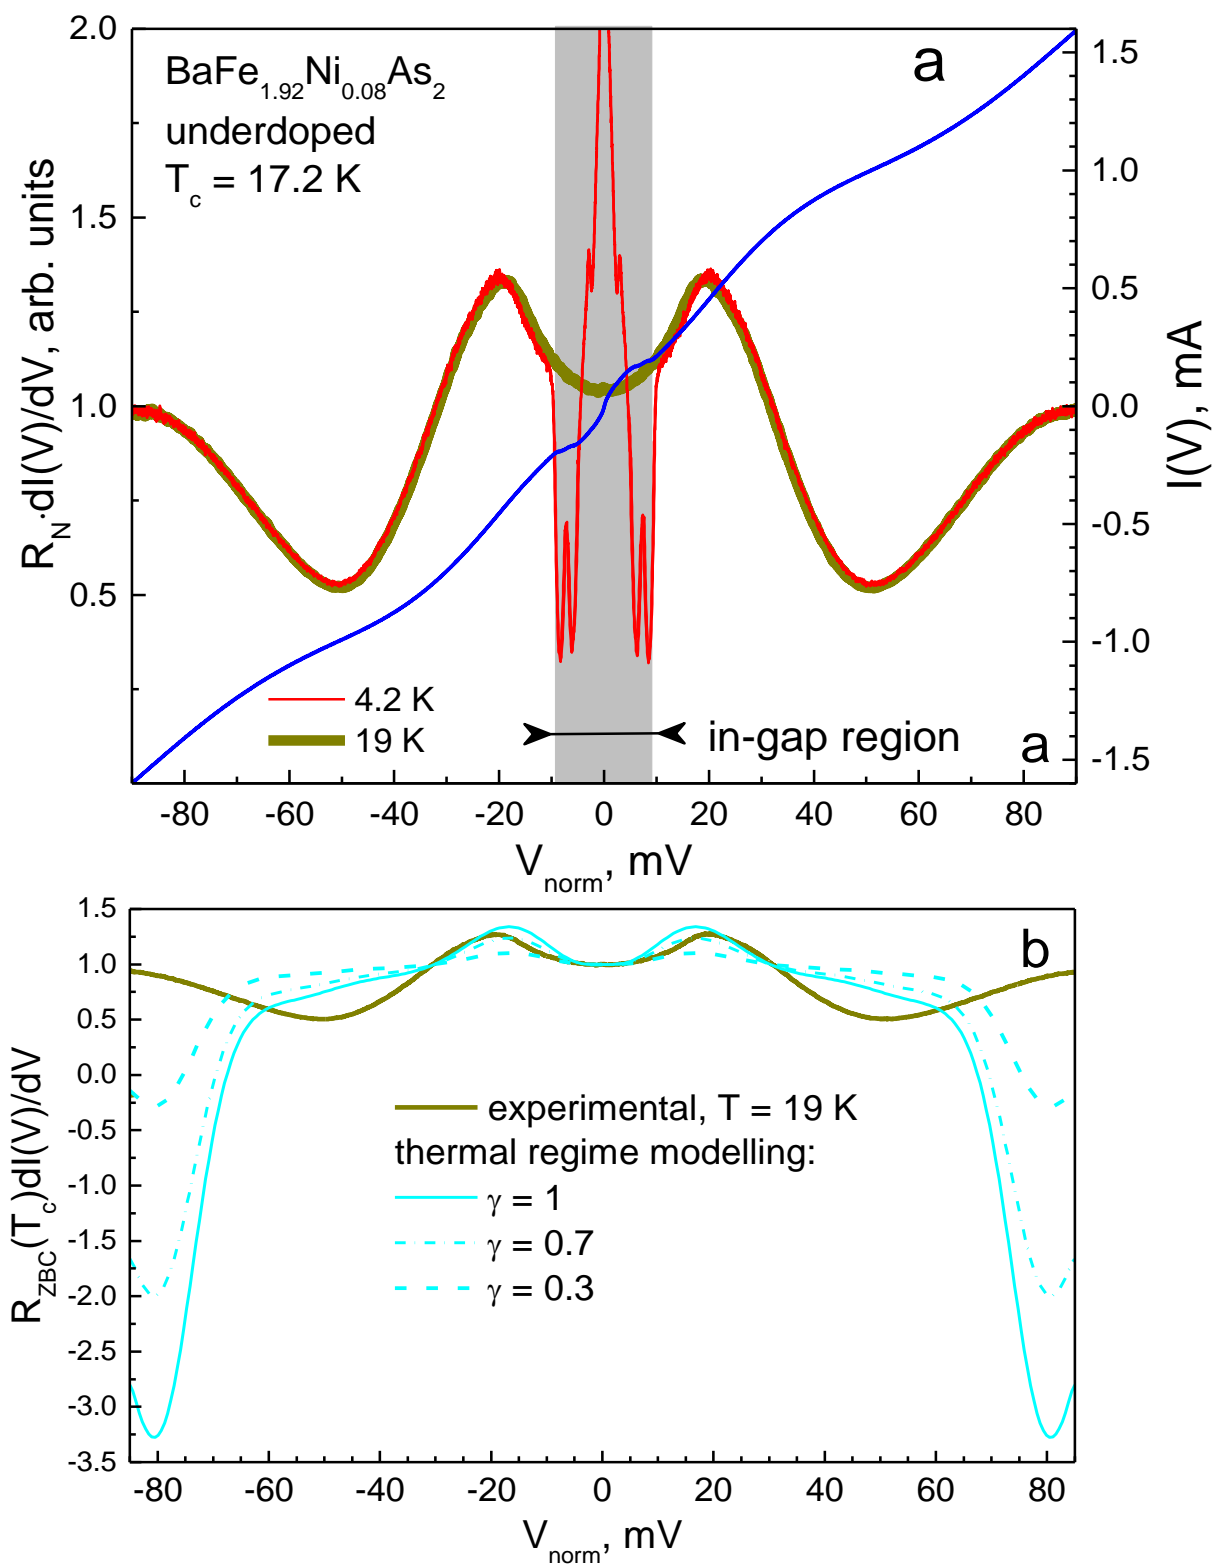 a
BaFe1.92Ni0.08As2
underdoped
Tc = 17.2 K
2.0
1.5
1.0
0.5
RN·dI(V)/dV, arb. units
1.5
1.0
0.5
0.0
-0.5
-1.0
-1.5
I(V), mA
4.2 K
19 K
in-gap region
a
-80 -60 -40 -20 0 20 40 60 80
Vnorm, mV
b
1.5
1.0
0.5
0.0
-0.5
-1.0
-1.5
-2.0
-2.5
-3.0
-3.5
RZBC(Tc)dI(V)/dV
experimental, T = 19 K
thermal regime modelling:
γ = 1
γ = 0.7
γ = 0.3
-80 -60 -40 -20 0 20 40 60 80
Vnorm, mV